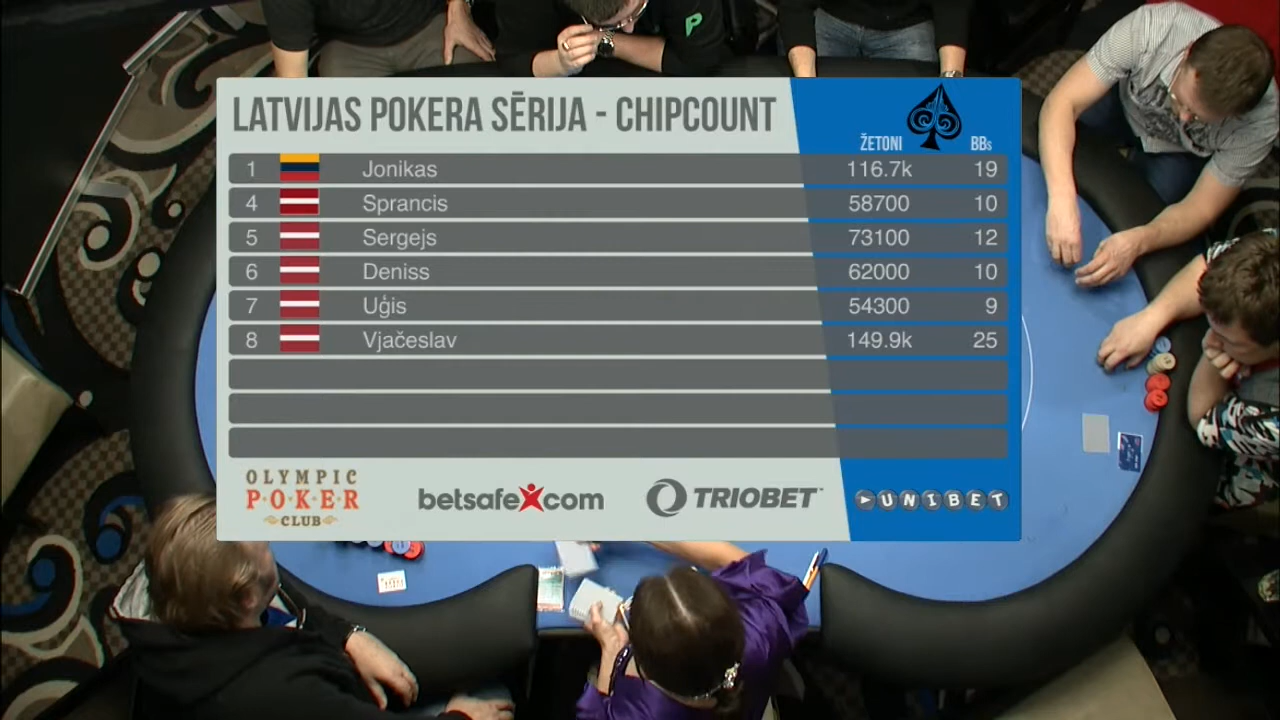 LATVIJAS POKERA SĒRIJA - CHIPCOUNT
ŽETONI BBs
1 Jonikas 116.7k 19
4 Sprancis 58700 10
5 Sergejs 73100 12
6 Deniss 62000 10
7 Uģis 54300 9
8 Vjačeslav 149.9k 25
OLYMPIC
POKER
CLUB
betsafe.com
TRIOBET
UNIBET